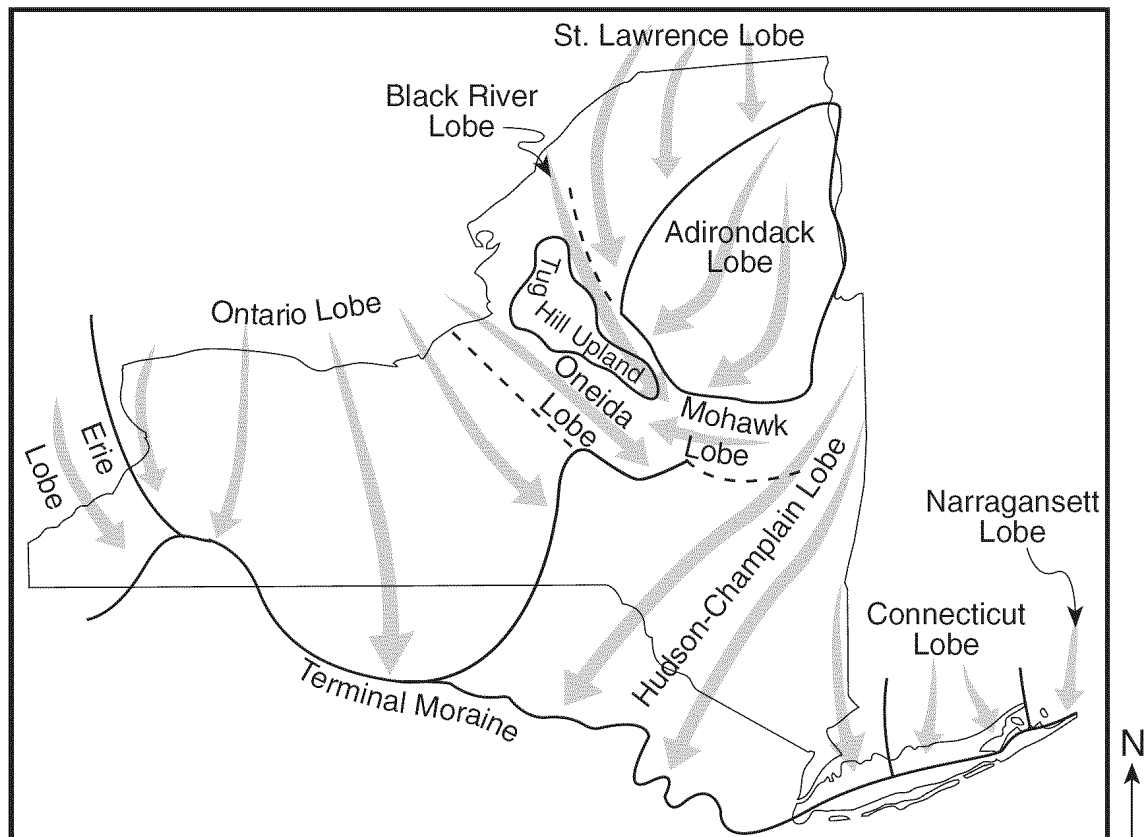 St. Lawrence Lobe
Black River
Lobe
Adirondack
Lobe
Tug
Hill Upland
Ontario Lobe
Oneida
Lobe
Mohawk
Lobe
Erie
Lobe
Hudson-Champlain Lobe
Narragansett
Lobe
Connecticut
Lobe
Terminal Moraine
N